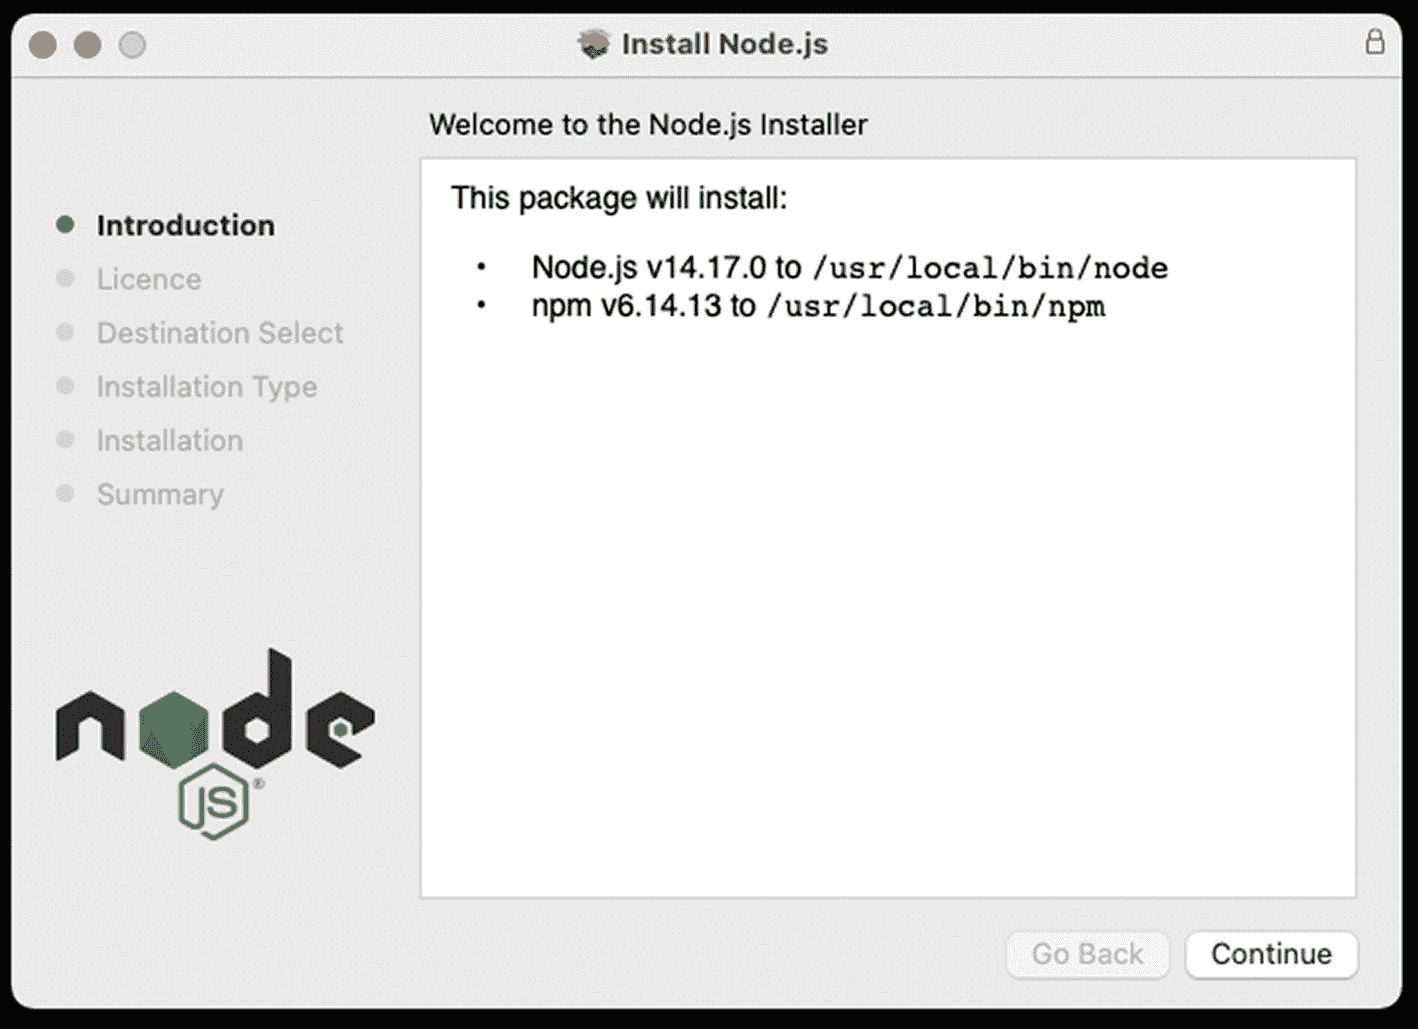 Install Node.js
Welcome to the Node.js Installer
Introduction
Licence
Destination Select
Installation Type
Installation
Summary
This package will install:
• Node.js v14.17.0 to /usr/local/bin/node
• npm v6.14.13 to /usr/local/bin/npm
node
JS®
Go Back
Continue